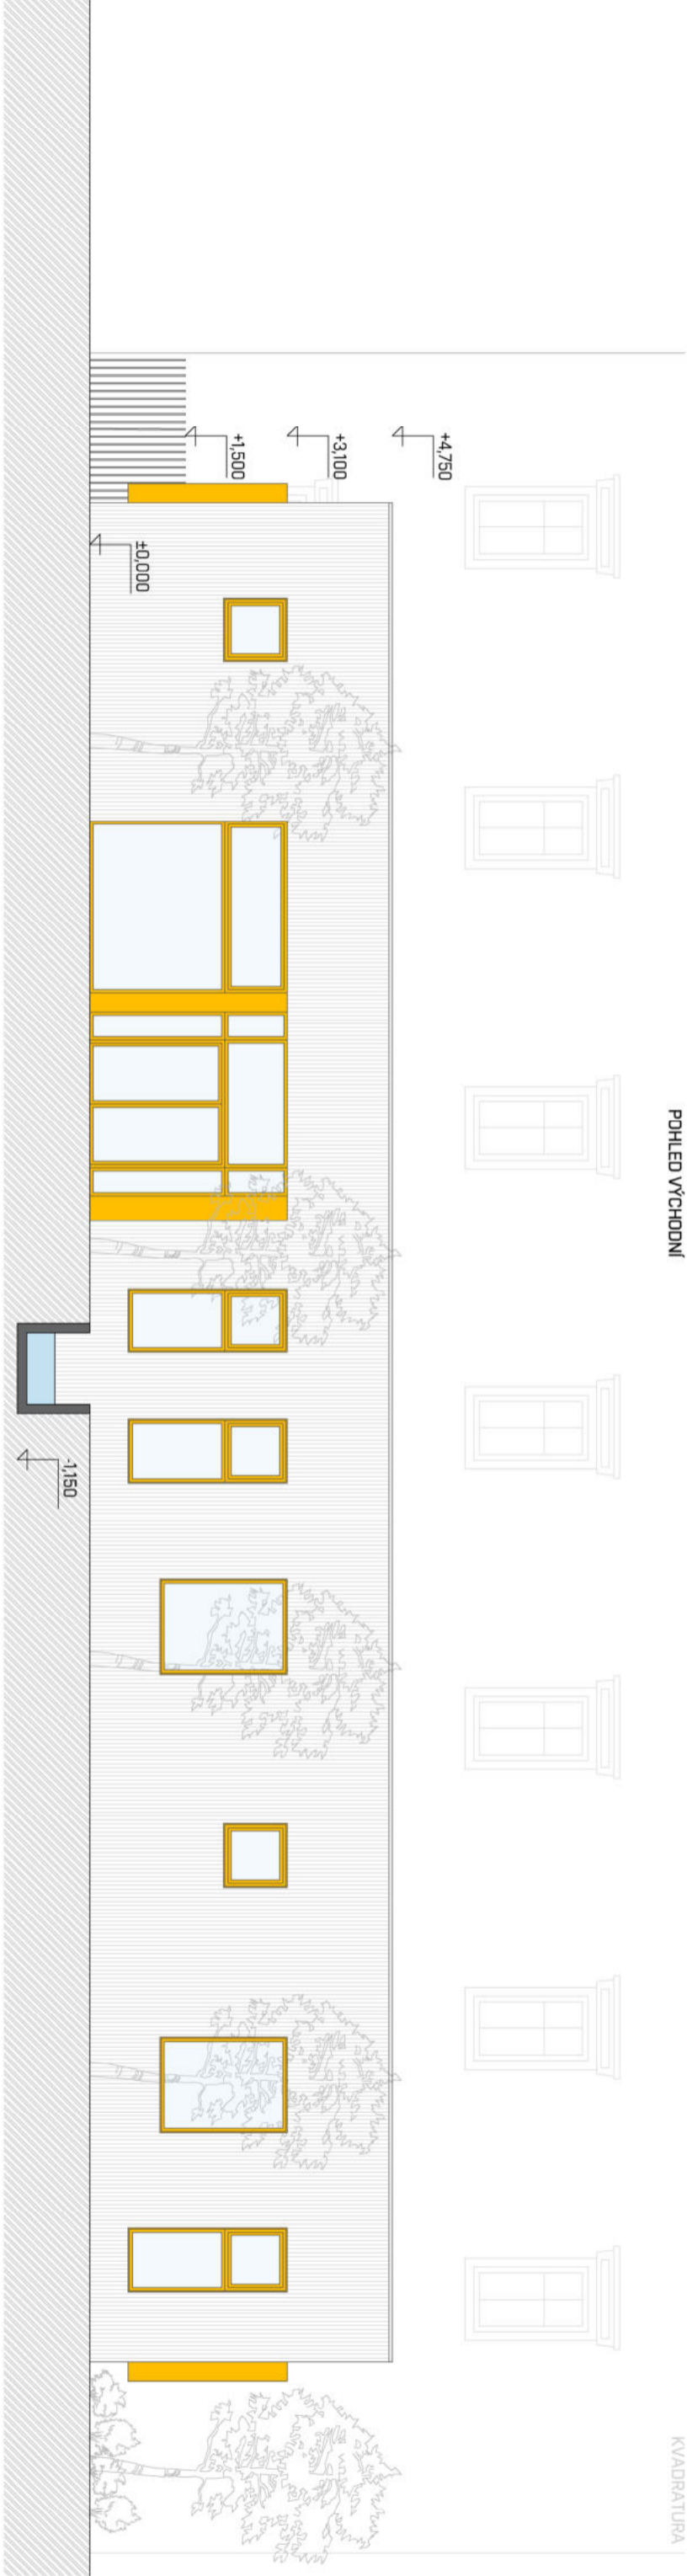 POHLED VÝCHODNÍ
KVADRATURA
+4,750
+3,100
+1,500
±0,000
-1,150